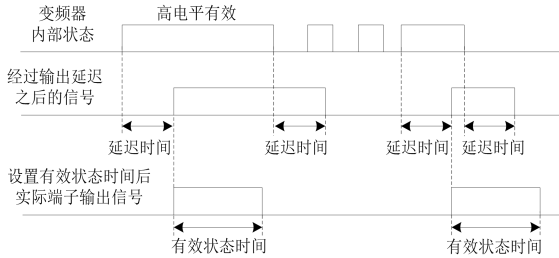 变频器
内部状态
高电平有效
经过输出延迟
之后的信号
延迟时间
延迟时间
延迟时间
延迟时间
设置有效状态时间后
实际端子输出信号
有效状态时间
有效状态时间